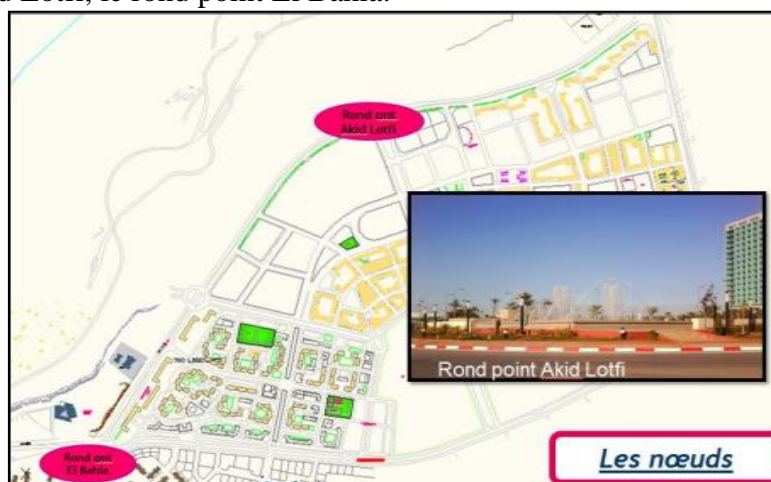 le rond point El Bahia.
Rond ont
Akid Lotfi
Rond point Akid Lotfi
Rond ont
El Bahia
Les nœuds